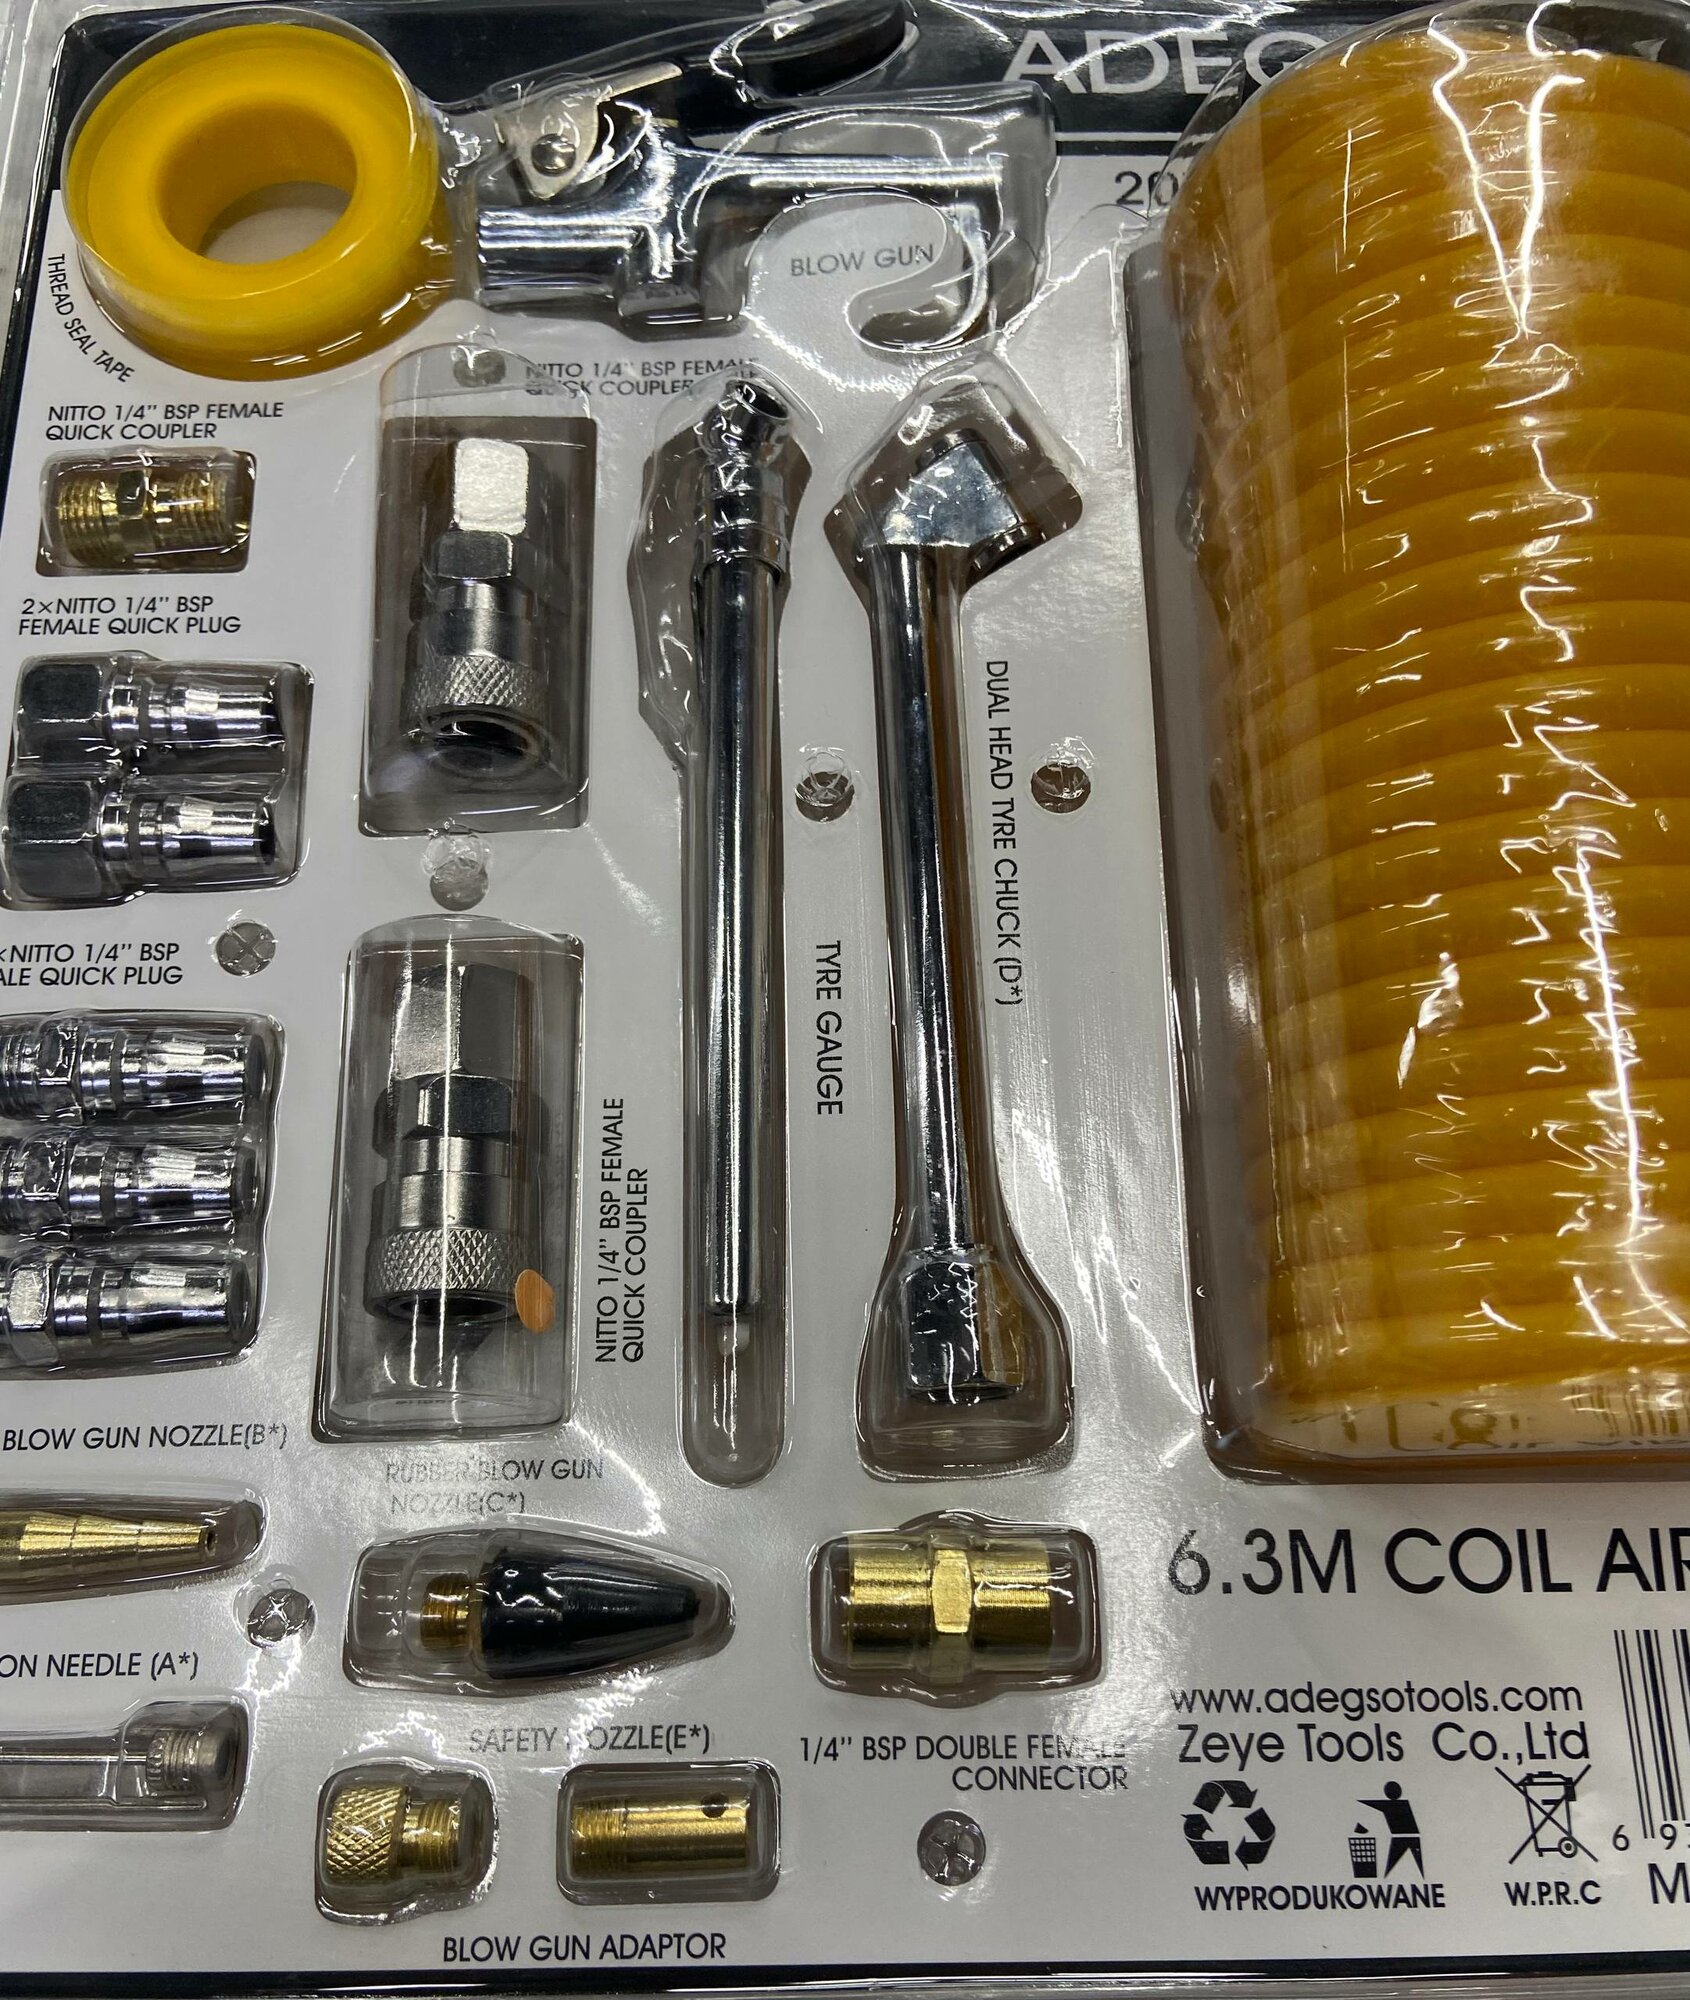 ADEG
20
THREAD SEAL TAPE
BLOW GUN
NITTO 1/4" BSP FEMALE
QUICK COUPLER
NITTO 1/4" BSP FEMALE
QUICK COUPLER
2×NITTO 1/4" BSP
FEMALE QUICK PLUG
×NITTO 1/4" BSP
ALE QUICK PLUG
NITTO 1/4" BSP FEMALE
QUICK COUPLER
TYRE GAUGE
DUAL HEAD TYRE CHUCK (D*)
BLOW GUN NOZZLE(B*)
RUBBER BLOW GUN
NOZZLE(C*)
ON NEEDLE (A*)
SAFETY NOZZLE(E*)
1/4" BSP DOUBLE FEMALE
CONNECTOR
BLOW GUN ADAPTOR
6.3M COIL AIR
www.adegsotools.com
Zeye Tools Co.,Ltd
WYPRODUKOWANE
W.P.R.C
6 9
M